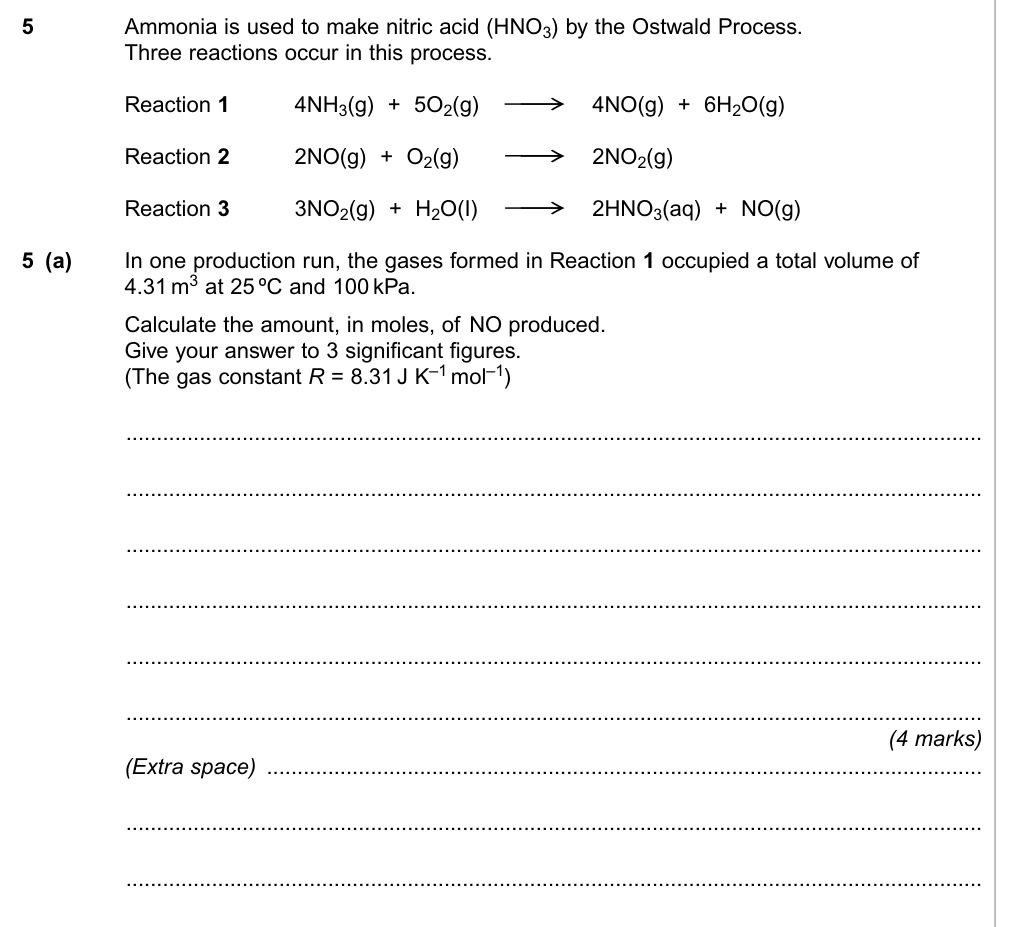 5 Ammonia is used to make nitric acid (HNO₃) by the Ostwald Process.
Three reactions occur in this process.
Reaction 1 4NH₃(g) + 5O₂(g) ⟶ 4NO(g) + 6H₂O(g)
Reaction 2 2NO(g) + O₂(g) ⟶ 2NO₂(g)
Reaction 3 3NO₂(g) + H₂O(l) ⟶ 2HNO₃(aq) + NO(g)
5 (a) In one production run, the gases formed in Reaction 1 occupied a total volume of
4.31 m³ at 25 ºC and 100 kPa.
Calculate the amount, in moles, of NO produced.
Give your answer to 3 significant figures.
(The gas constant R = 8.31 J K⁻¹ mol⁻¹)
(4 marks)
(Extra space)